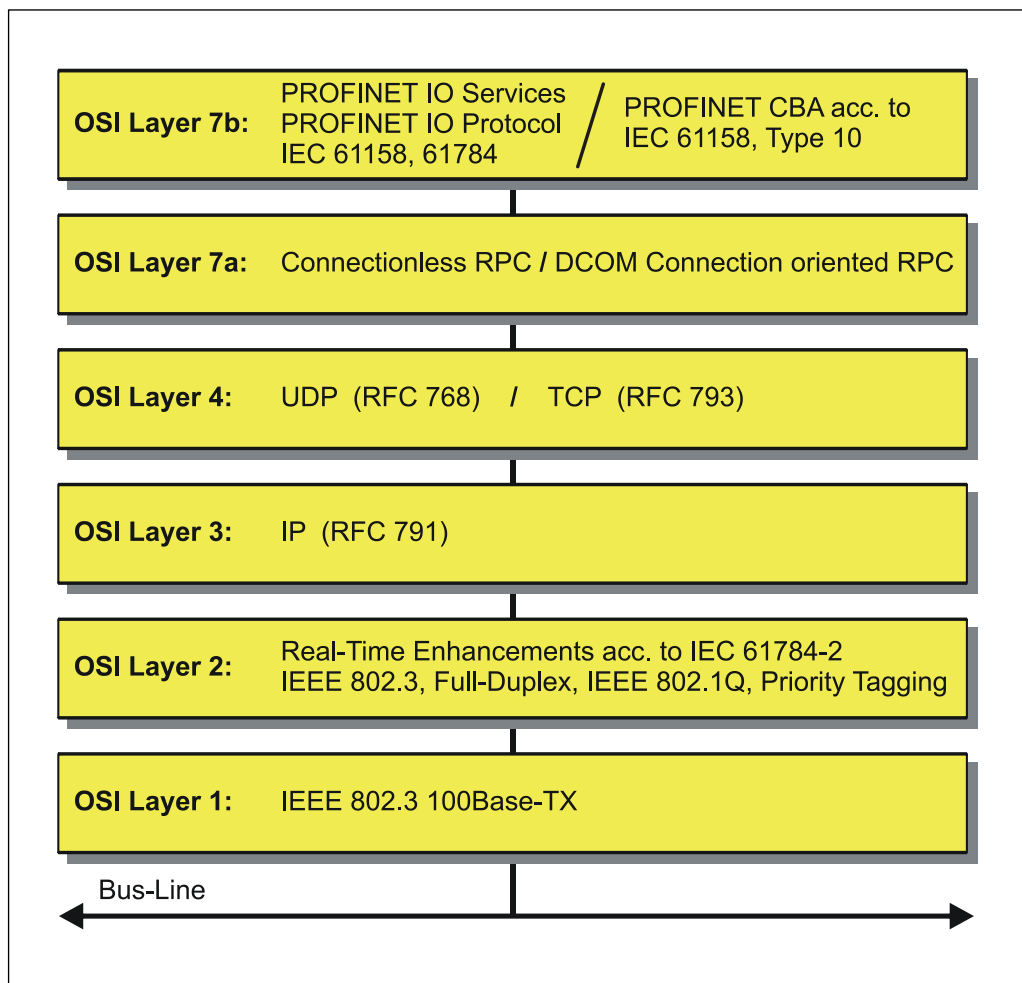 OSI Layer 7b:
PROFINET IO Services
PROFINET IO Protocol
IEC 61158, 61784
/
PROFINET CBA acc. to
IEC 61158, Type 10
OSI Layer 7a: Connectionless RPC / DCOM Connection oriented RPC
OSI Layer 4: UDP (RFC 768) / TCP (RFC 793)
OSI Layer 3: IP (RFC 791)
OSI Layer 2:
Real-Time Enhancements acc. to IEC 61784-2
IEEE 802.3, Full-Duplex, IEEE 802.1Q, Priority Tagging
OSI Layer 1: IEEE 802.3 100Base-TX
Bus-Line